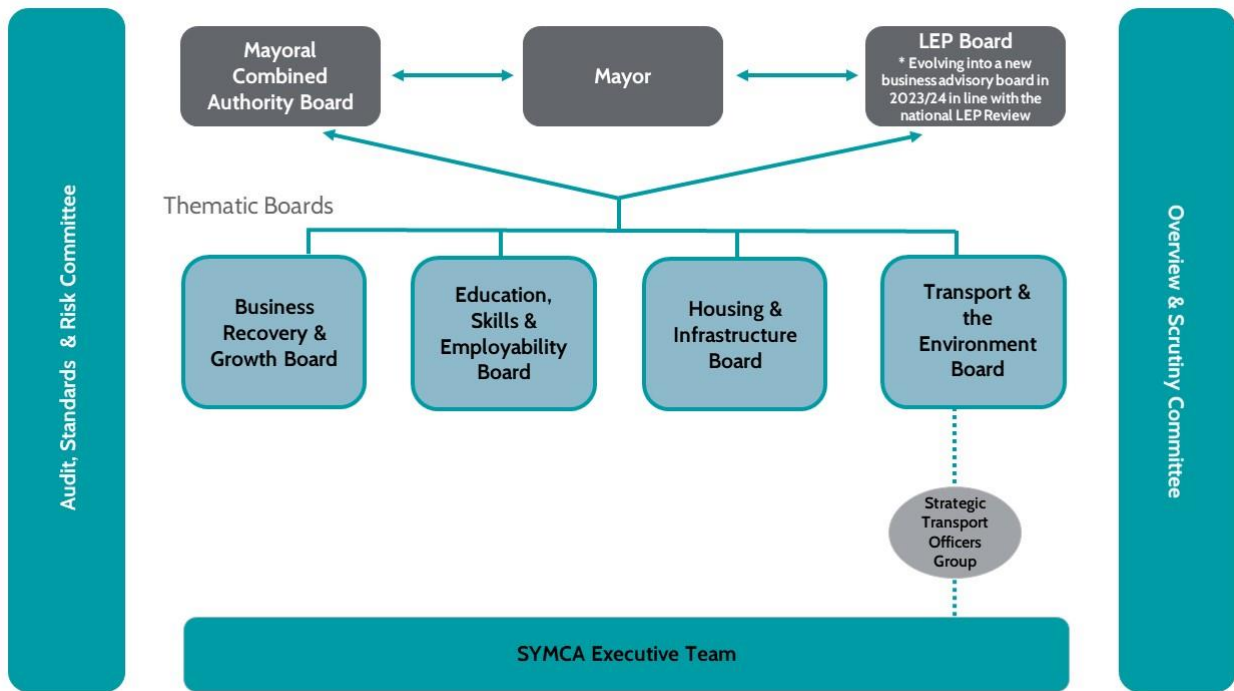 Audit, Standards  & Risk Committee
Mayoral
Combined
Authority Board
Mayor
LEP Board
* Evolving into a new
business advisory board in
2023/24 in line with the
national LEP Review
Thematic Boards
Business
Recovery &
Growth Board
Education,
Skills &
Employability
Board
Housing &
Infrastructure
Board
Transport &
the
Environment
Board
Strategic
Transport
Officers
Group
SYMCA Executive Team
Overview & Scrutiny Committee